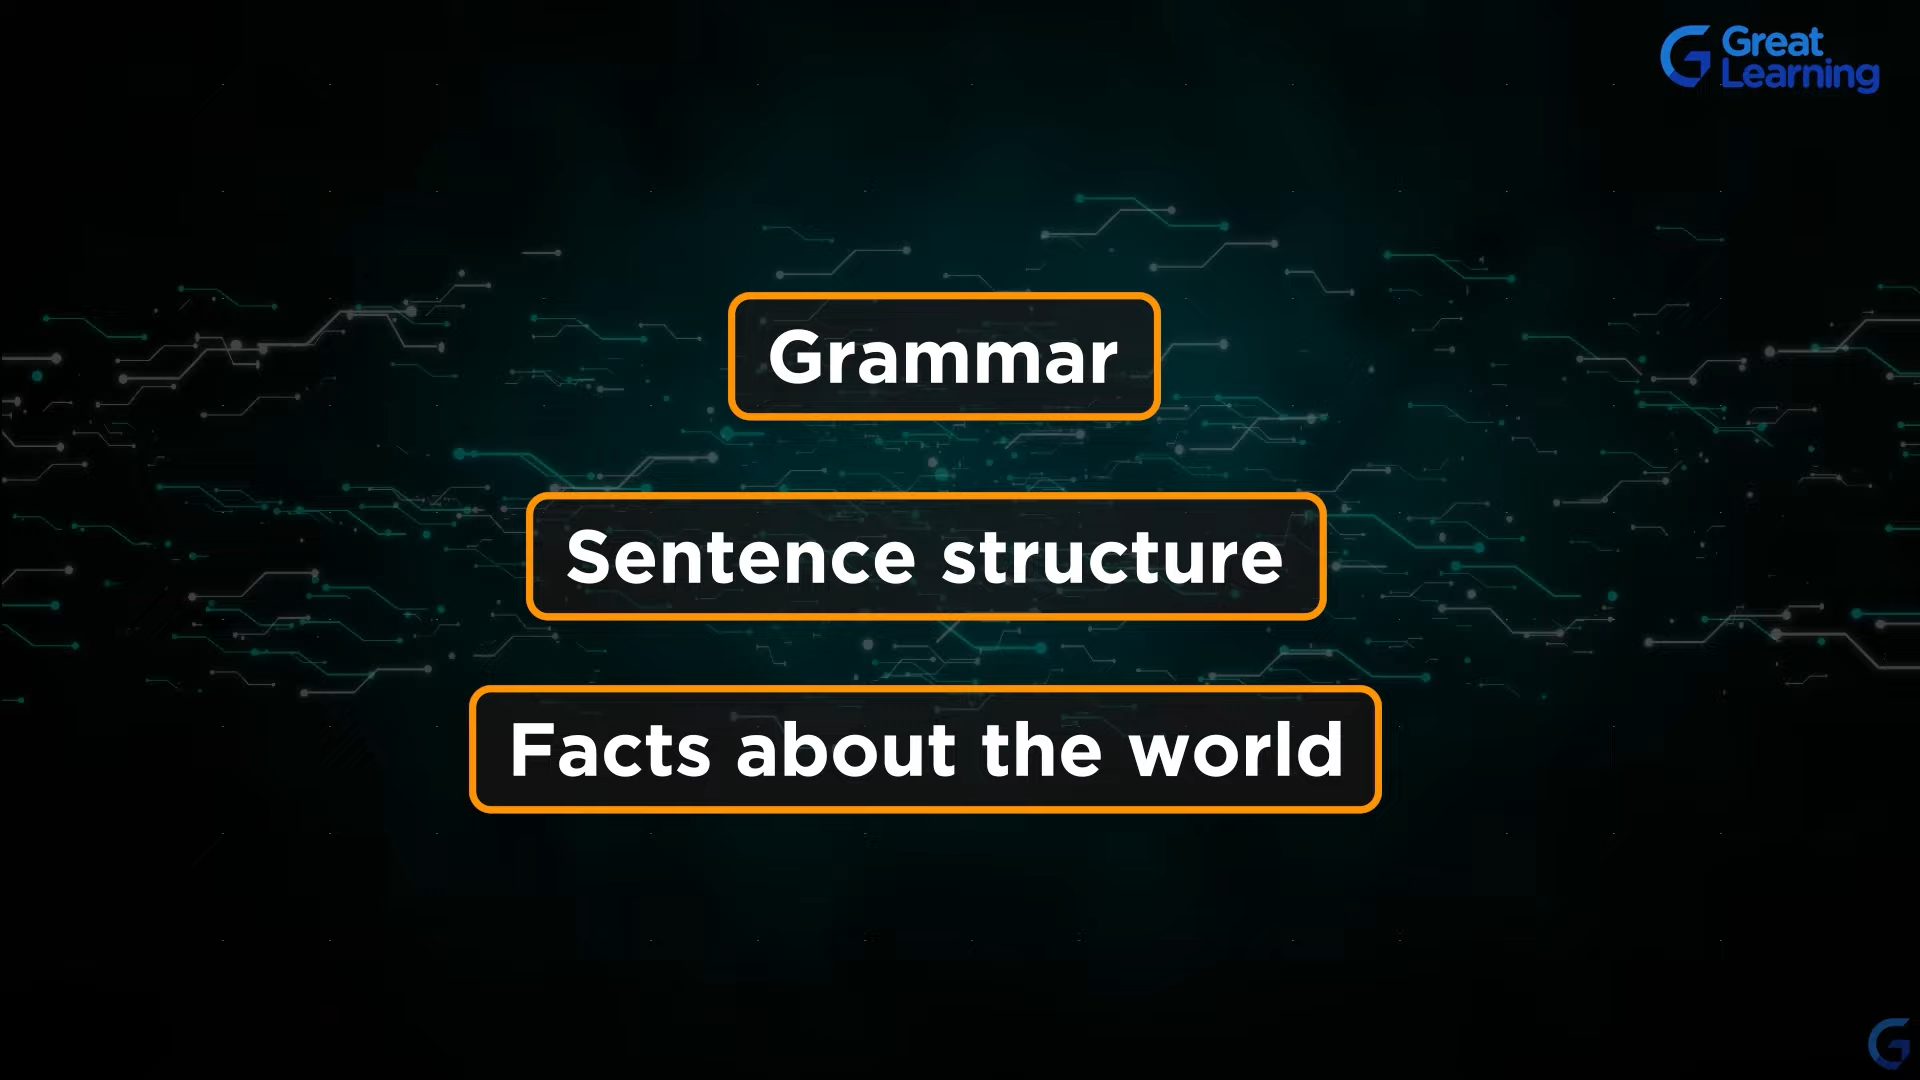 Great
Learning
Grammar
Sentence structure
Facts about the world